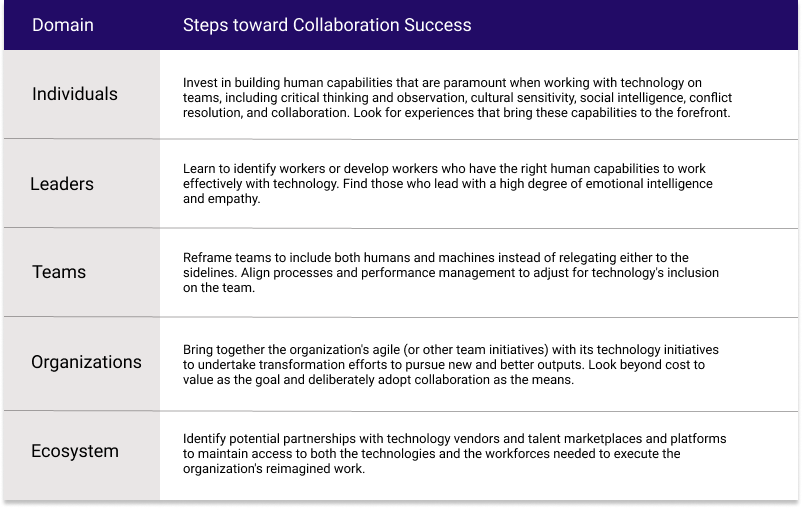 Domain
Steps toward Collaboration Success
Individuals
Invest in building human capabilities that are paramount when working with technology on
teams, including critical thinking and observation, cultural sensitivity, social intelligence, conflict
resolution, and collaboration. Look for experiences that bring these capabilities to the forefront.
Leaders
Learn to identify workers or develop workers who have the right human capabilities to work
effectively with technology. Find those who lead with a high degree of emotional intelligence
and empathy.
Teams
Reframe teams to include both humans and machines instead of relegating either to the
sidelines. Align processes and performance management to adjust for technology's inclusion
on the team.
Organizations
Bring together the organization's agile (or other team initiatives) with its technology initiatives
to undertake transformation efforts to pursue new and better outputs. Look beyond cost to
value as the goal and deliberately adopt collaboration as the means.
Ecosystem
Identify potential partnerships with technology vendors and talent marketplaces and platforms
to maintain access to both the technologies and the workforces needed to execute the
organization's reimagined work.